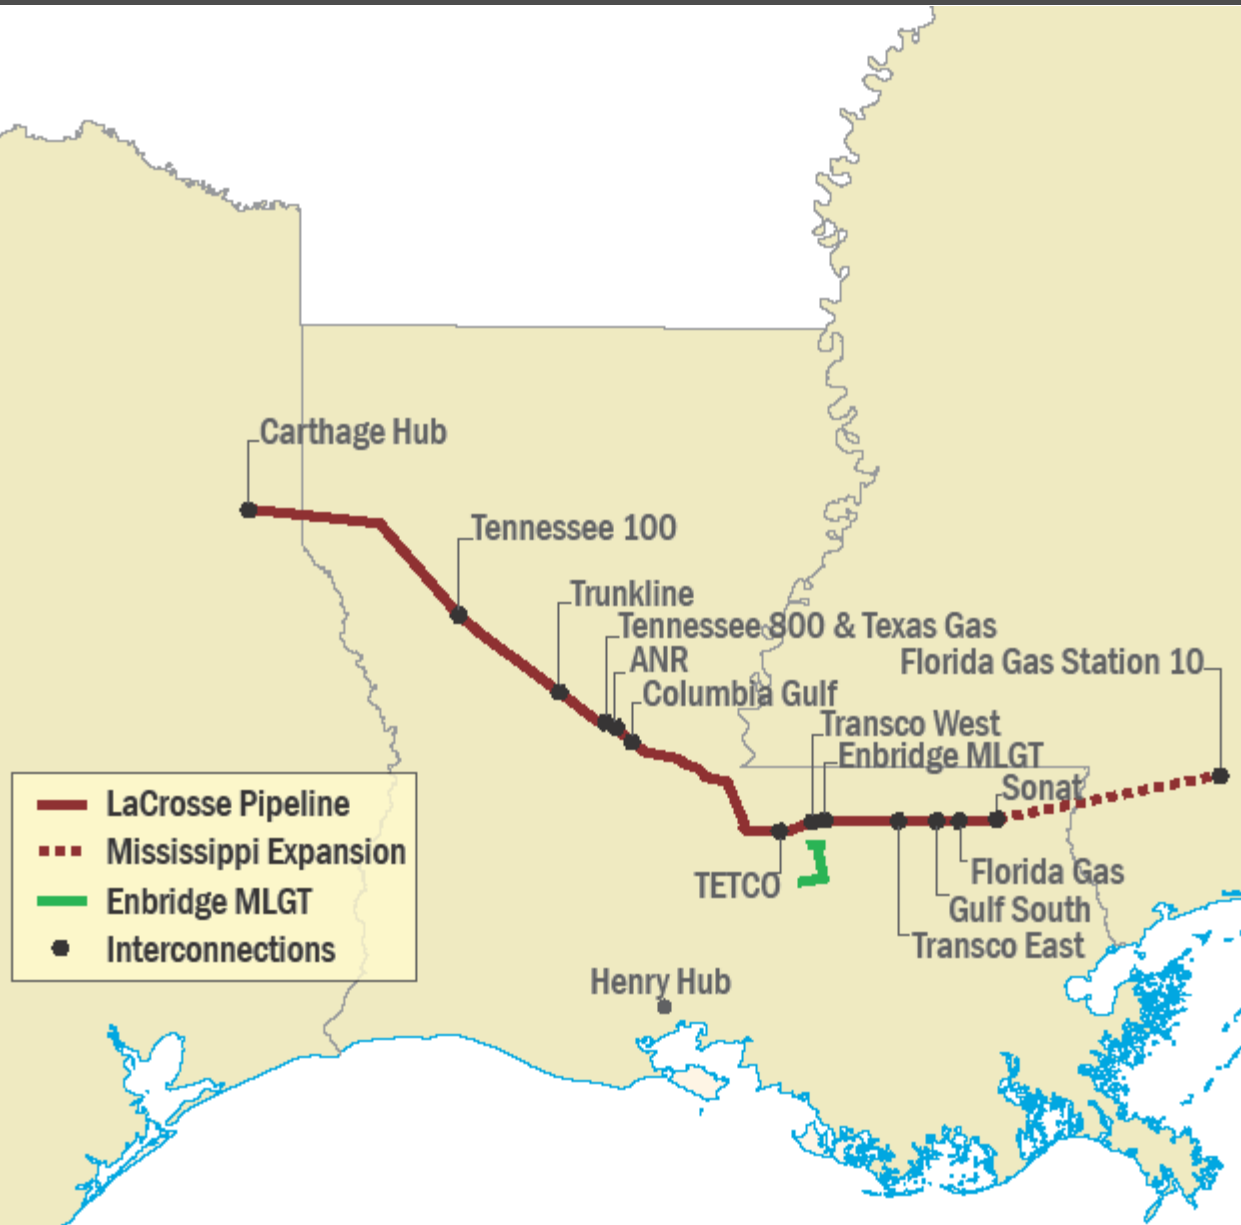 Carthage Hub
Tennessee 100
Trunkline
Tennessee 800 & Texas Gas
ANR
Florida Gas Station 10
Columbia Gulf
Transco West
Enbridge MLGT
Sonat
LaCrosse Pipeline
Mississippi Expansion
Enbridge MLGT
Interconnections
TETCO
Florida Gas
Gulf South
Transco East
Henry Hub